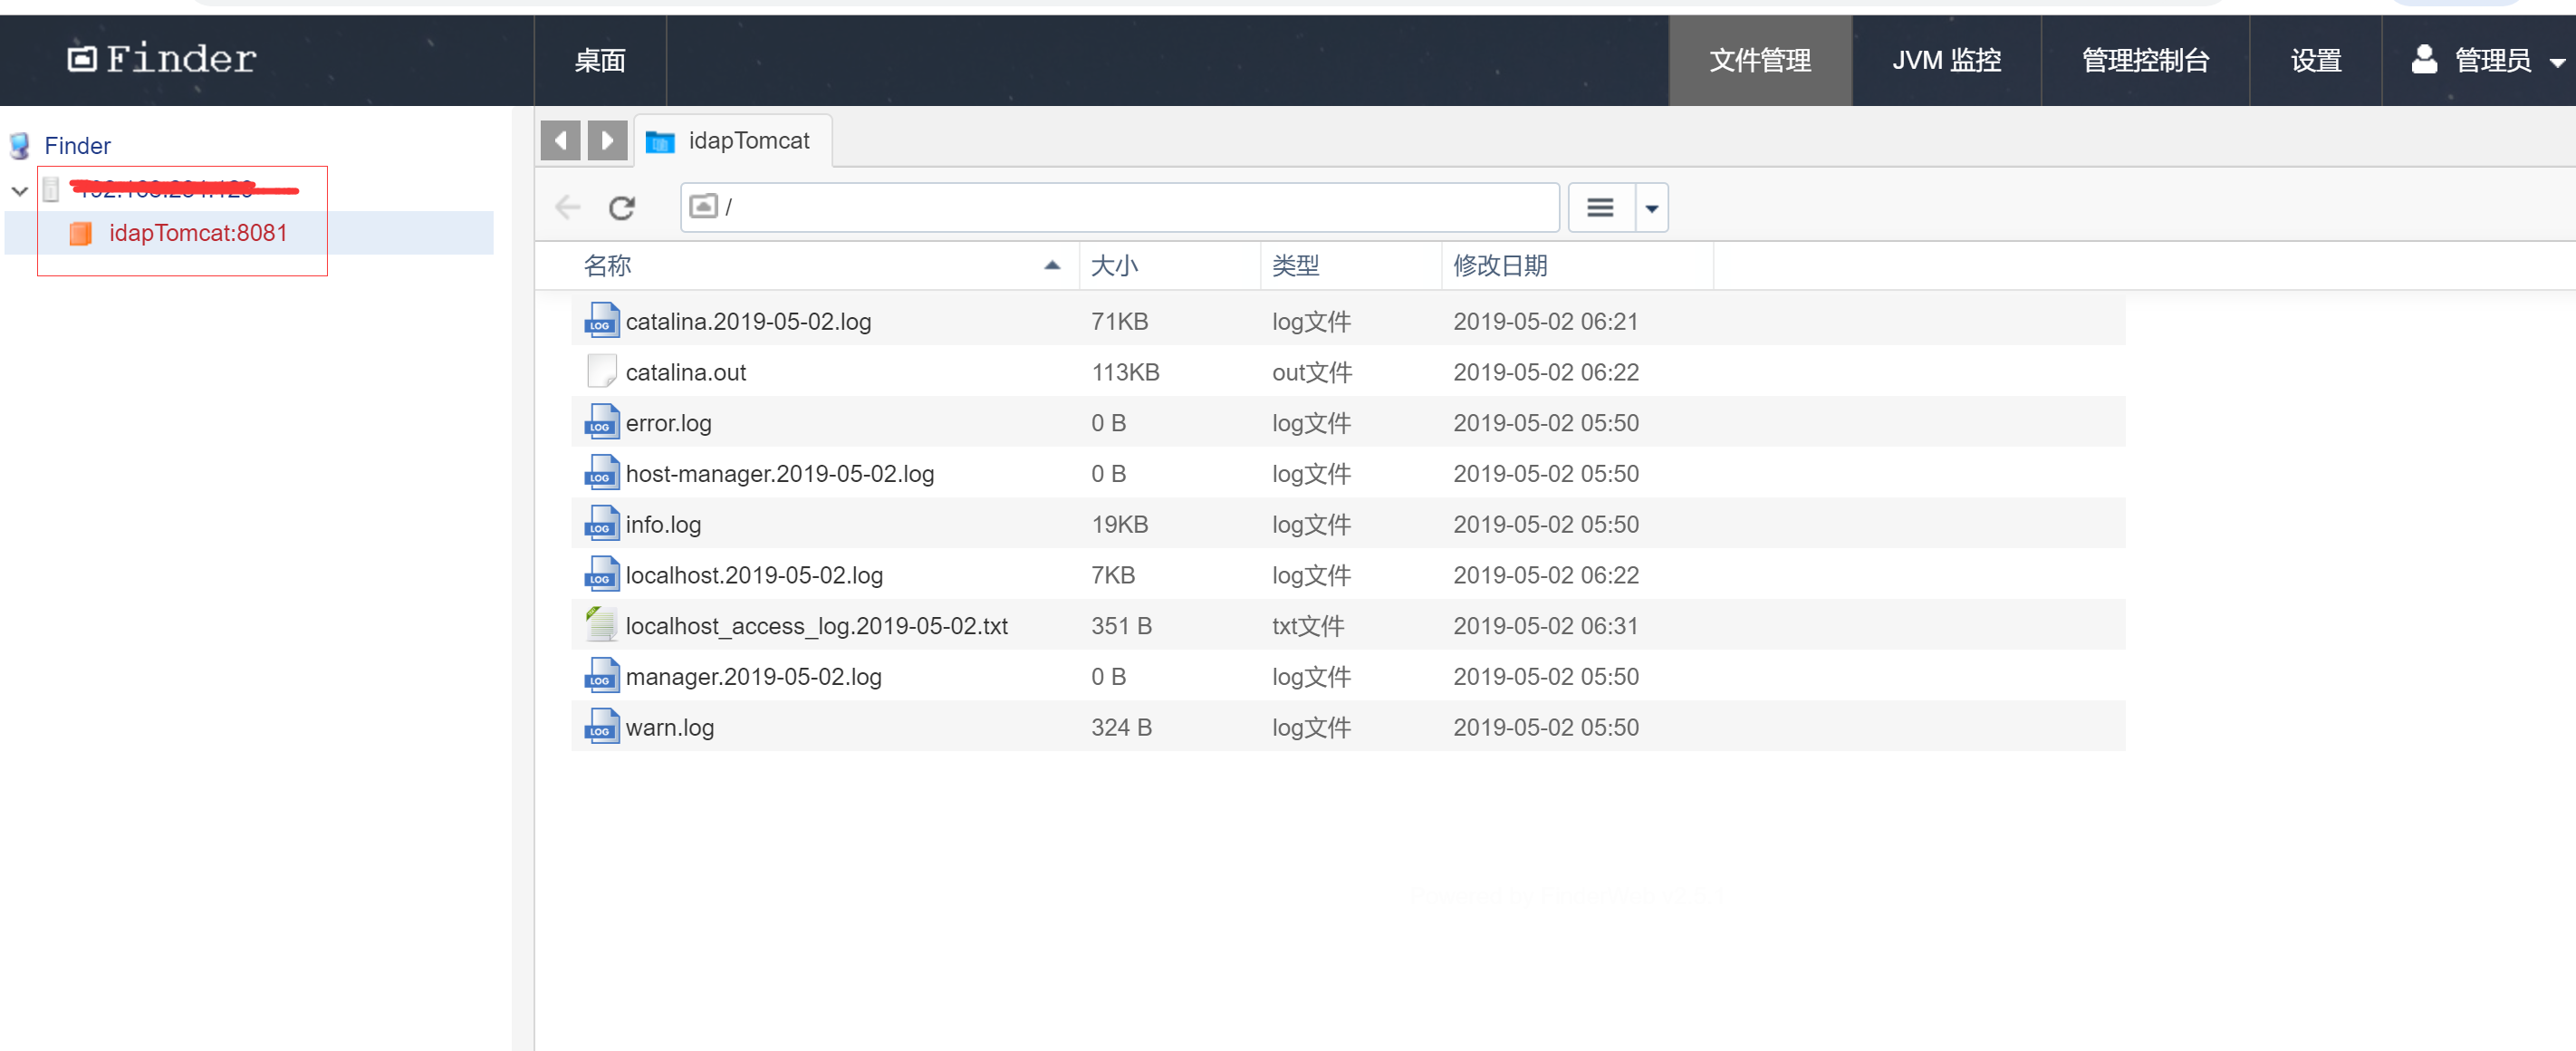 Finder 桌面 文件管理 JVM 监控 管理控制台 设置 管理员
Finder
idapTomcat:8081
idapTomcat
/
名称 大小 类型 修改日期
catalina.2019-05-02.log 71KB log文件 2019-05-02 06:21
catalina.out 113KB out文件 2019-05-02 06:22
error.log 0 B log文件 2019-05-02 05:50
host-manager.2019-05-02.log 0 B log文件 2019-05-02 05:50
info.log 19KB log文件 2019-05-02 05:50
localhost.2019-05-02.log 7KB log文件 2019-05-02 06:22
localhost_access_log.2019-05-02.txt 351 B txt文件 2019-05-02 06:31
manager.2019-05-02.log 0 B log文件 2019-05-02 05:50
warn.log 324 B log文件 2019-05-02 05:50